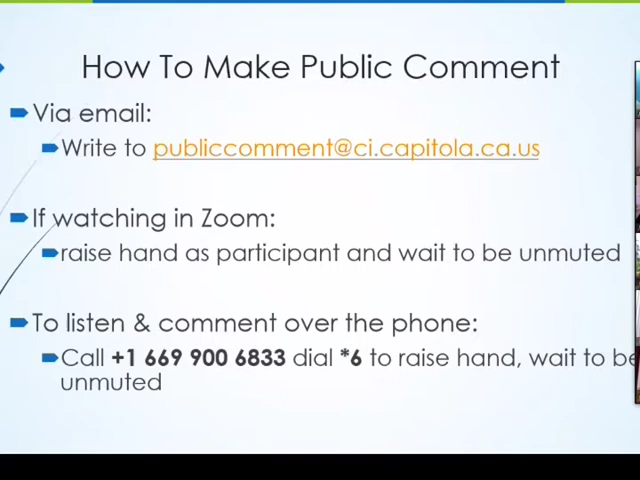 How To Make Public Comment
Via email:
Write to publiccomment@ci.capitola.ca.us
If watching in Zoom:
raise hand as participant and wait to be unmuted
To listen & comment over the phone:
Call +1 669 900 6833 dial *6 to raise hand, wait to be
unmuted